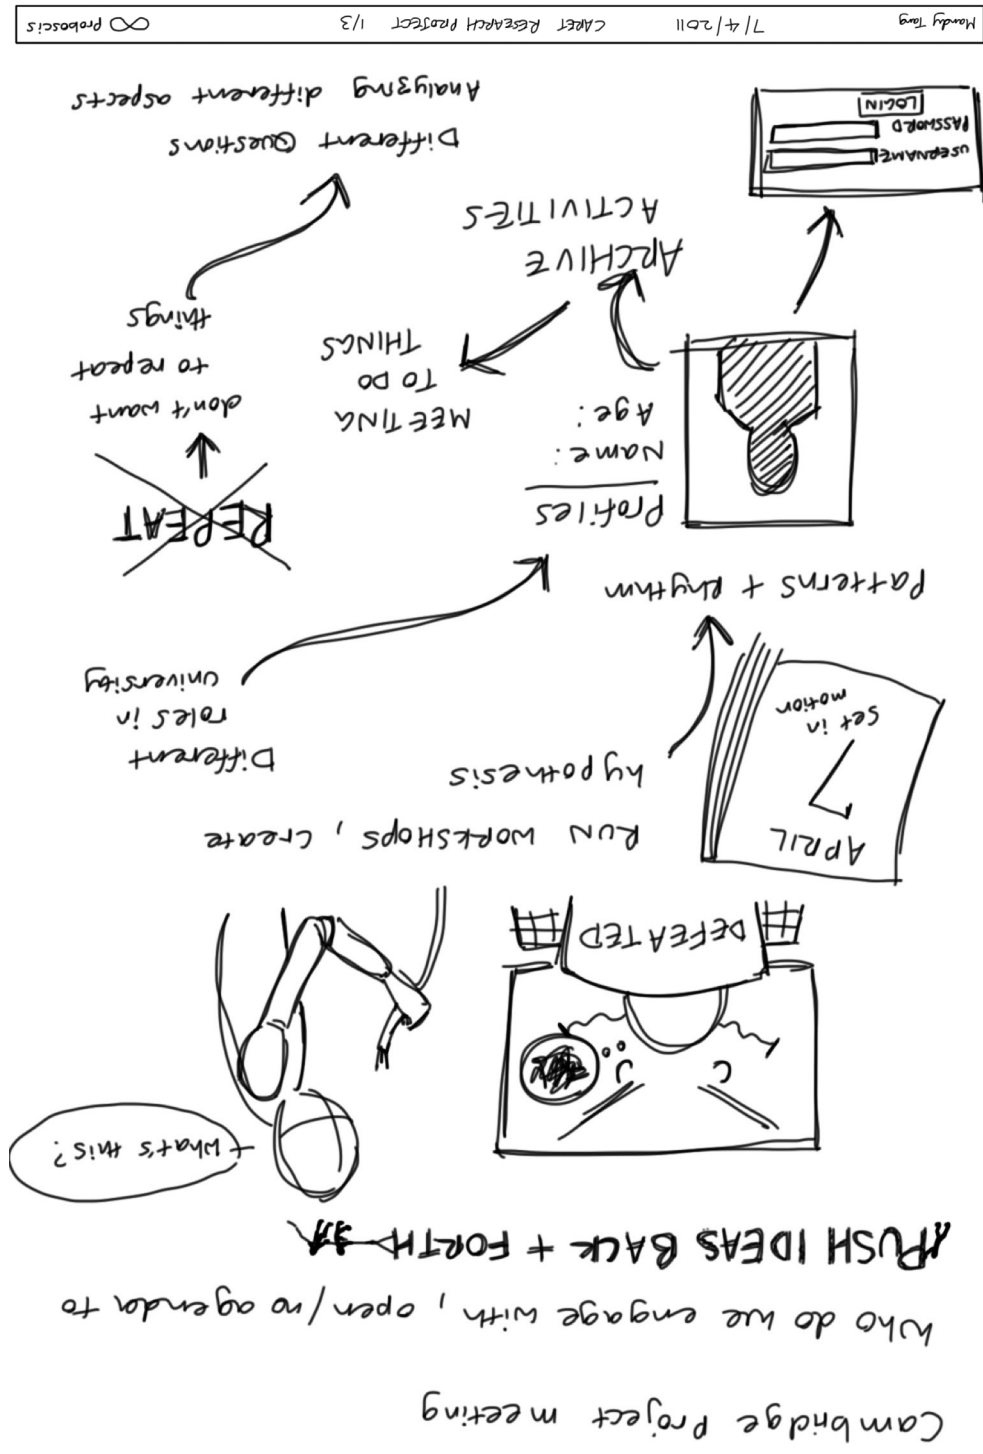 Cambridge Project meeting
Who do we engage with, open/no agenda to
"PUSH IDEAS BACK + FORTH"
What's this?
DEFEATED
RUN WORKSHOPS, create
hypothesis
APRIL
7
set in
motion
Different
roles in
university
Patterns + Rhythm
REPEAT
don't want
to repeat
things
Different Questions
Analyzing different aspects
Profiles
Name:
Age:
ARCHIVE
ACTIVITIES
MEETING
TO DO
THINGS
USERNAME
PASSWORD
LOGIN
Mandy Tang 7/4/2011 CARET RESEARCH PROJECT 1/3 proboscis